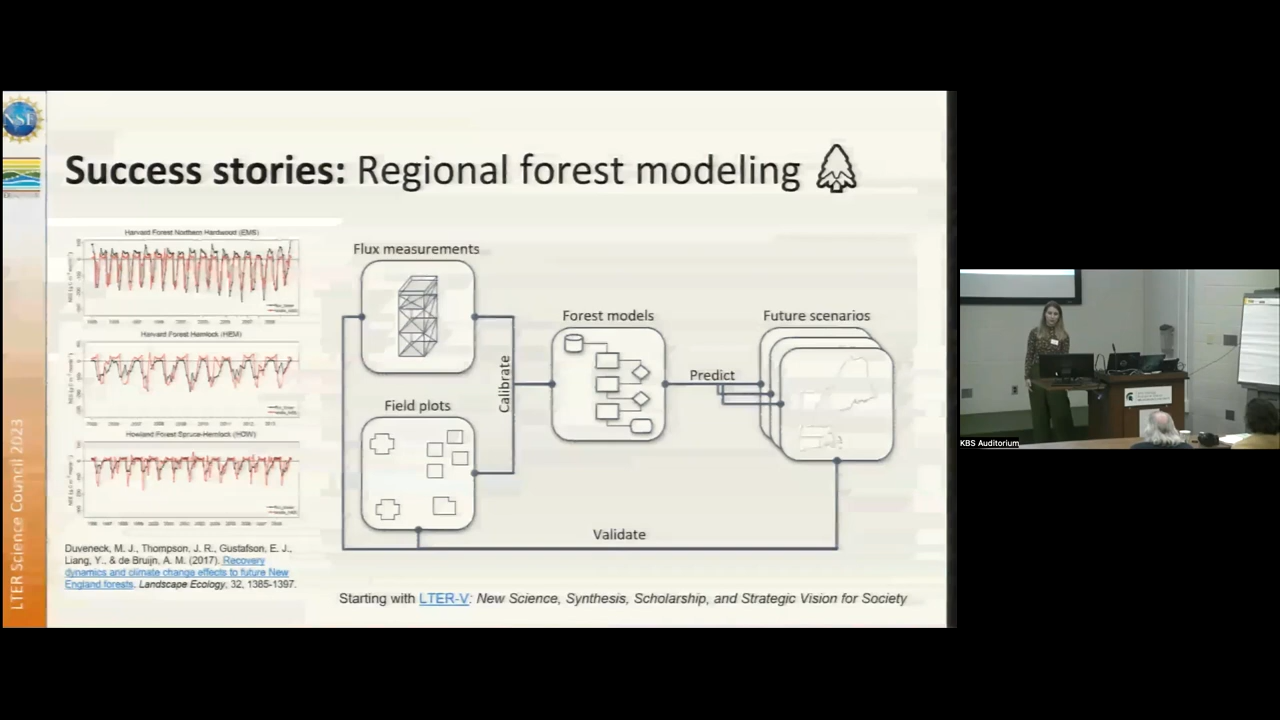 NSF
LTER Science Council 2023
Success stories: Regional forest modeling
Harvard Forest Northern Hardwood (EMS)
Harvard Forest Hemlock (HEM)
Howland Forest Spruce-Hemlock (HOW)
Duveneck, M. J., Thompson, J. R., Gustafson, E. J.,
Liang, Y., & de Bruijn, A. M. (2017). Recovery
dynamics and climate change effects to future New
England forests. Landscape Ecology, 32, 1385-1397.
Flux measurements
Field plots
Calibrate
Forest models
Predict
Future scenarios
Validate
Starting with LTER-V: New Science, Synthesis, Scholarship, and Strategic Vision for Society
KBS Auditorium